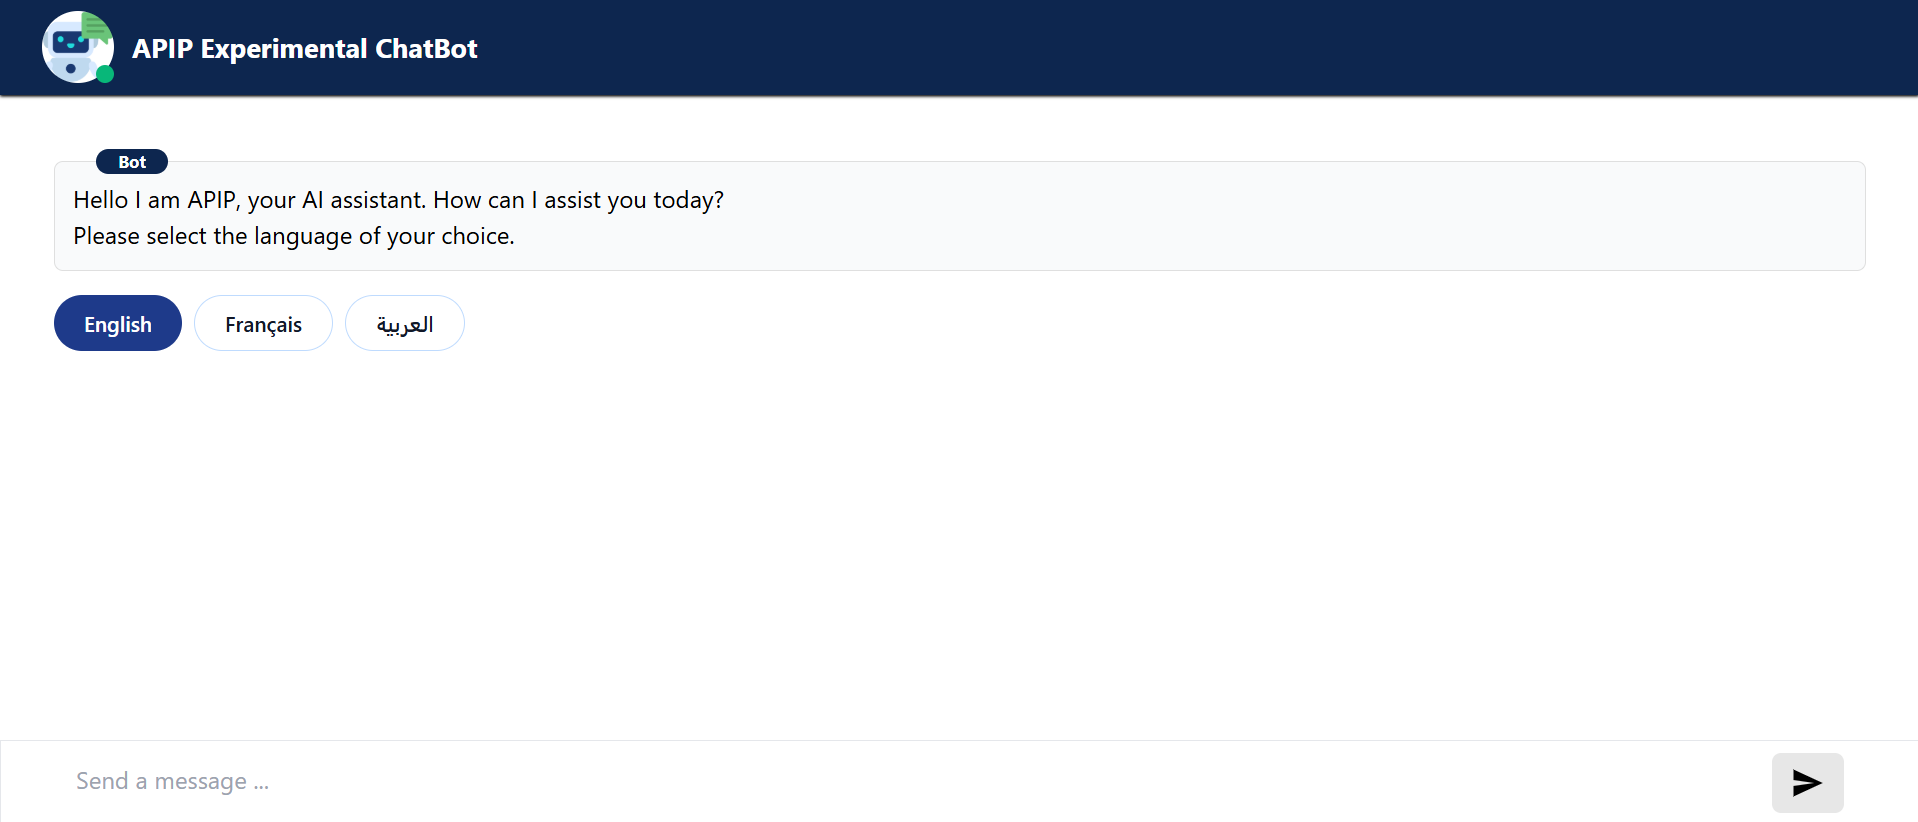 APIP Experimental ChatBot
Bot
Hello I am APIP, your AI assistant. How can I assist you today?
Please select the language of your choice.
English
Français
العربية
Send a message ...